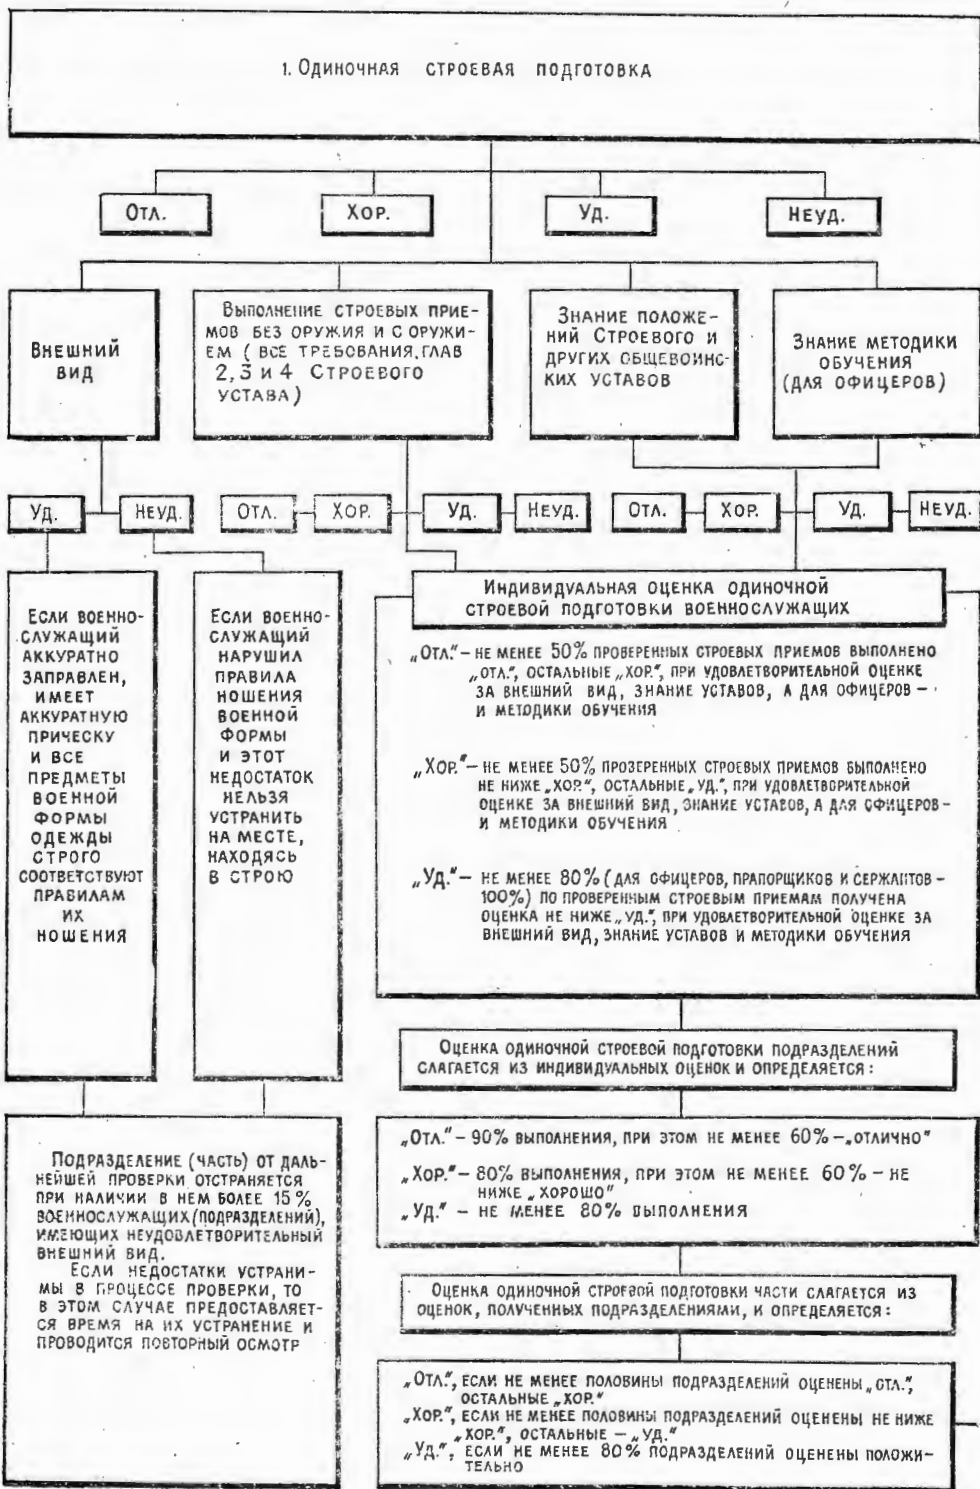 1. Одиночная строевая подготовка
Отл.
Хор.
Уд.
Неуд.
Внешний
вид
Выполнение строевых прие-
мов без оружия и с оружи-
ем (все требования. глав
2, 3 и 4 Строевого
устава)
Знание положе-
ний Строевого и
других общевоинс-
ких уставов
Знание методики
обучения
(для офицеров)
Уд.
Неуд.
Отл.
Хор.
Уд.
Неуд.
Отл.
Хор.
Уд.
Неуд.
Если военно-
служащий
аккуратно
заправлен,
имеет
аккуратную
прическу
и все
предметы
военной
формы
одежды
строго
соответствуют
правилам
их
ношения
Если военно-
служащий
нарушил
правила
ношения
военной
формы
и этот
недостаток
нельзя
устранить
на месте,
находясь
в строю
Индивидуальная оценка одиночной
строевой подготовки военнослужащих
„Отл." – не менее 50% проверенных строевых приемов выполнено
„отл.", остальные „хор.", при удовлетворительной оценке
за внешний вид, знание уставов, а для офицеров –
и методики обучения
„Хор." – не менее 50% проверенных строевых приемов выполнено
не ниже „хор.", остальные „уд.", при удовлетворительной
оценке за внешний вид, знание уставов, а для офицеров –
и методики обучения
„Уд." – не менее 80% (для офицеров, прапорщиков и сержантов –
100%) по проверенным строевым приемам получена
оценка не ниже „уд.", при удовлетворительной оценке за
внешний вид, знание уставов и методики обучения
Оценка одиночной строевой подготовки подразделений
слагается из индивидуальных оценок и определяется:
Подразделение (часть) от даль-
нейшей проверки отстраняется
при наличии в нем более 15%
военнослужащих (подразделений),
имеющих неудовлетворительный
внешний вид.
Если недостатки устрани-
мы в процессе проверки, то
в этом случае предоставляет-
ся время на их устранение и
проводится повторный осмотр
„Отл." – 90% выполнения, при этом не менее 60% – „отлично"
„Хор." – 80% выполнения, при этом не менее 60% – не
ниже „хорошо"
„Уд." – не менее 80% выполнения
Оценка одиночной строевой подготовки части слагается из
оценок, полученных подразделениями, и определяется:
„Отл.", если не менее половины подразделений оценены „отл.",
остальные „хор."
„Хор.", если не менее половины подразделений оценены не ниже
„хор.", остальные – „уд."
„Уд.", если не менее 80% подразделений оценены положи-
тельно